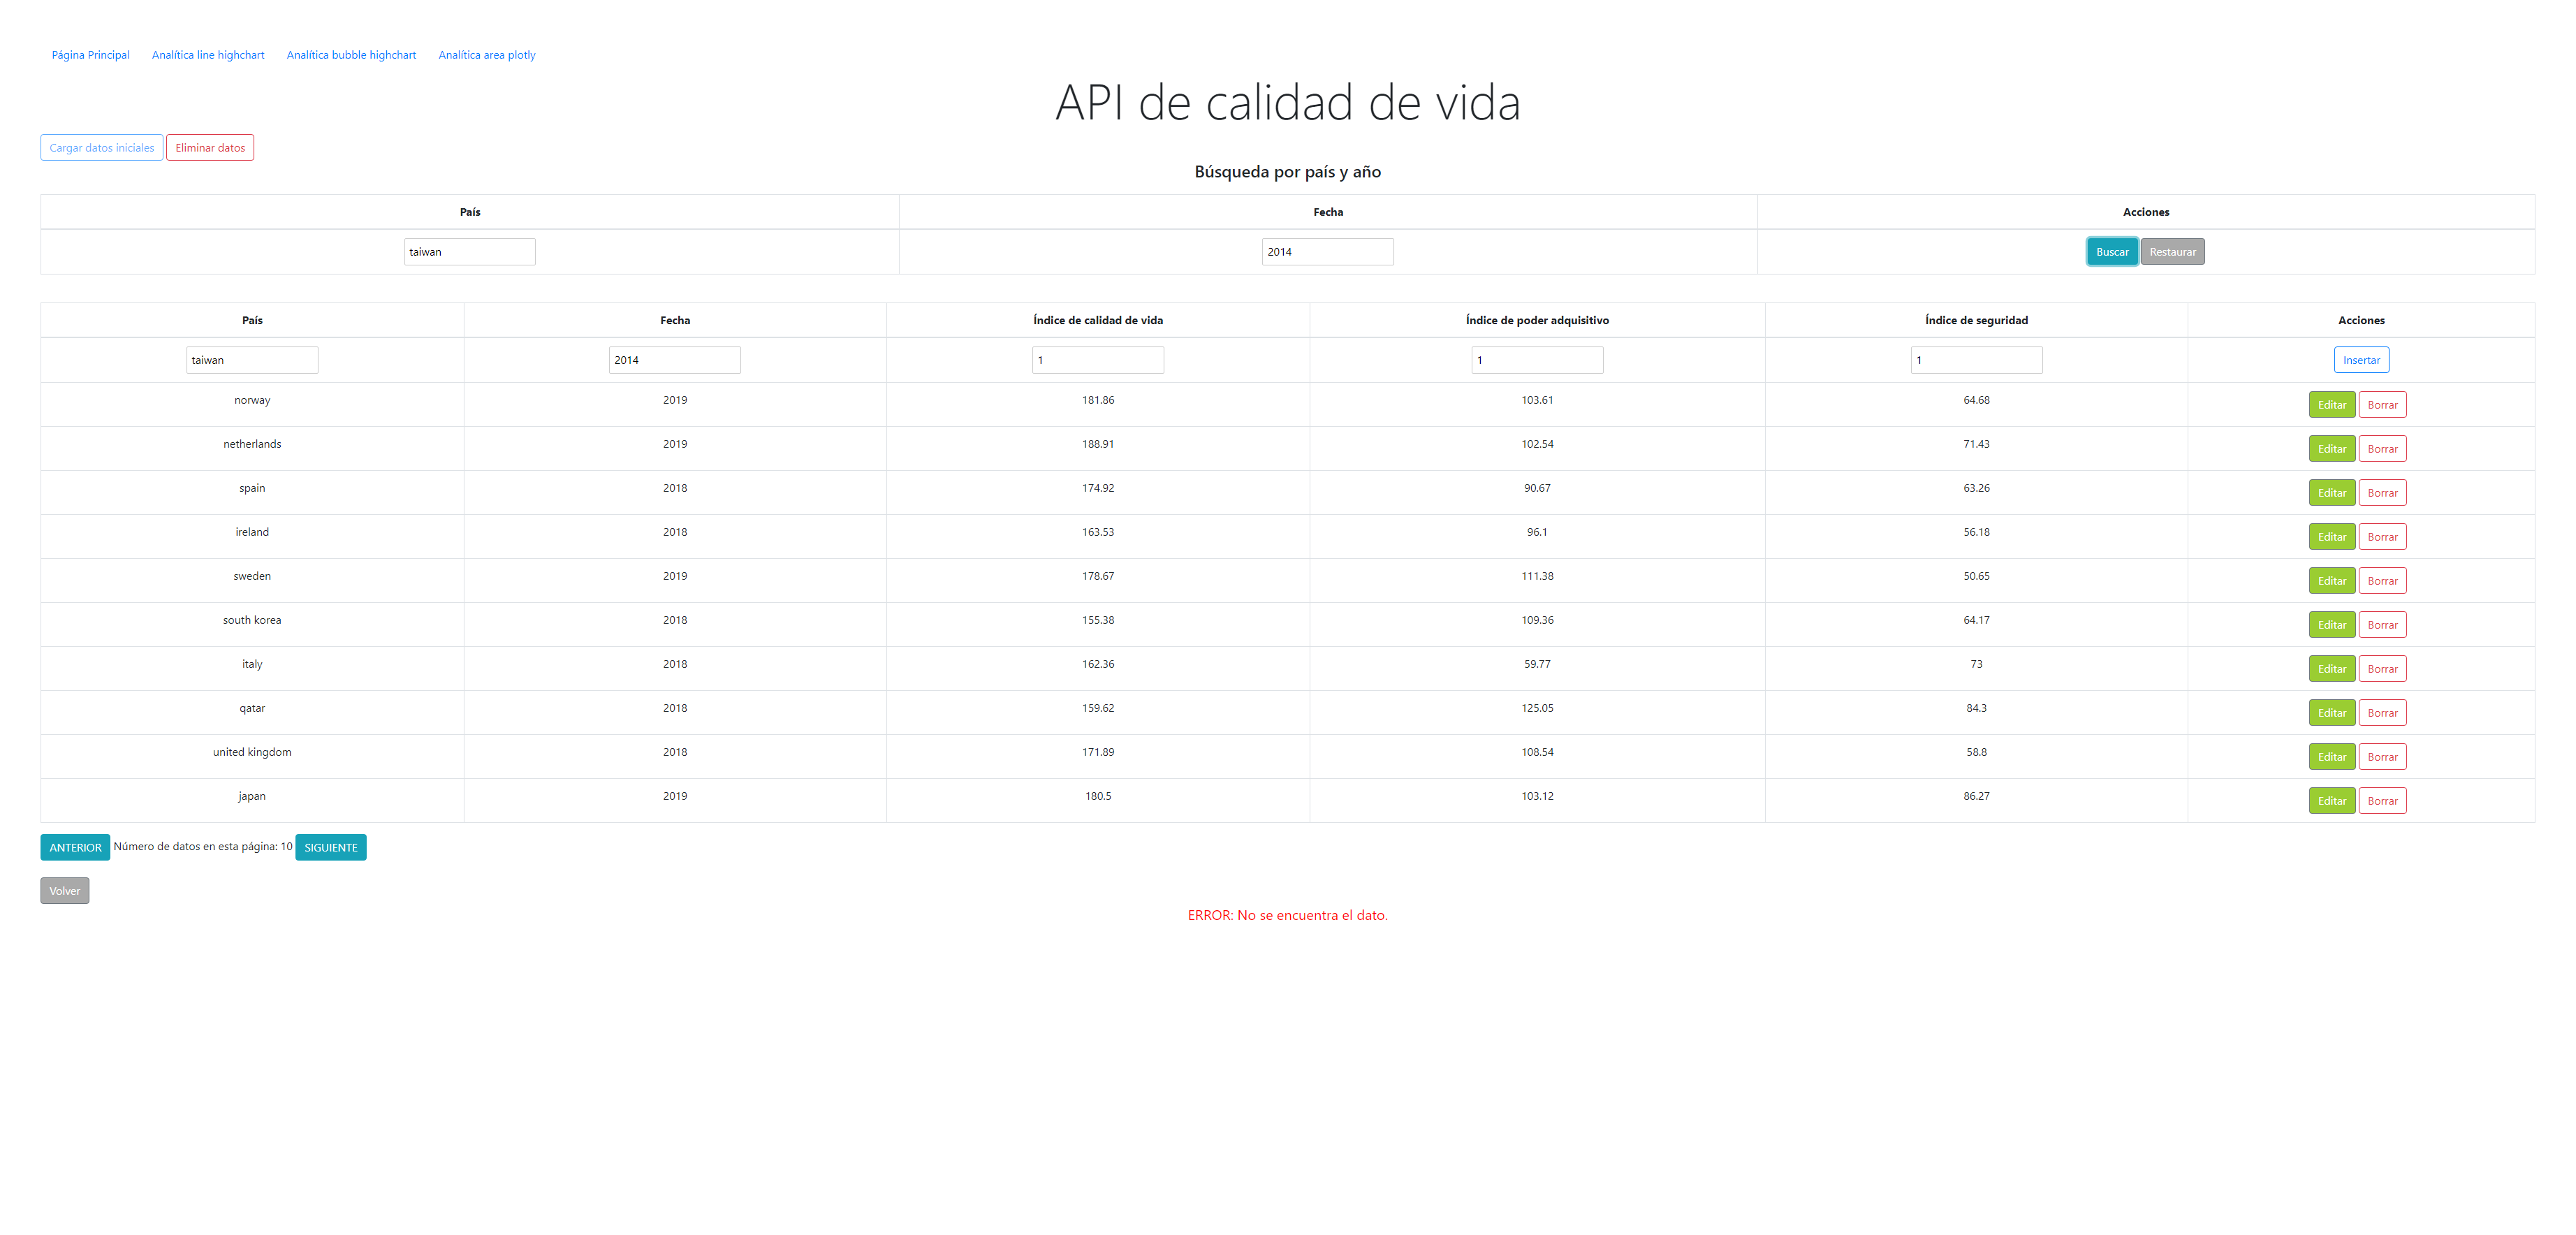 Página Principal Analítica line highchart Analítica bubble highchart Analítica area plotly
API de calidad de vida
Cargar datos iniciales Eliminar datos
Búsqueda por país y año
País Fecha Acciones
taiwan 2014 Buscar Restaurar
País Fecha Índice de calidad de vida Índice de poder adquisitivo Índice de seguridad Acciones
taiwan 2014 1 1 1 Insertar
norway 2019 181.86 103.61 64.68 Editar Borrar
netherlands 2019 188.91 102.54 71.43 Editar Borrar
spain 2018 174.92 90.67 63.26 Editar Borrar
ireland 2018 163.53 96.1 56.18 Editar Borrar
sweden 2019 178.67 111.38 50.65 Editar Borrar
south korea 2018 155.38 109.36 64.17 Editar Borrar
italy 2018 162.36 59.77 73 Editar Borrar
qatar 2018 159.62 125.05 84.3 Editar Borrar
united kingdom 2018 171.89 108.54 58.8 Editar Borrar
japan 2019 180.5 103.12 86.27 Editar Borrar
ANTERIOR Número de datos en esta página: 10 SIGUIENTE
Volver
ERROR: No se encuentra el dato.